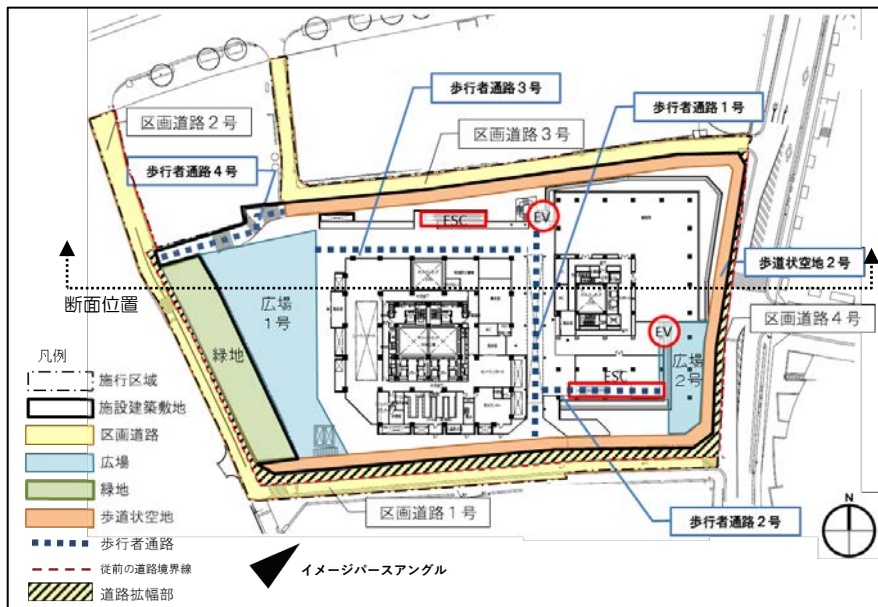 歩行者通路3号
歩行者通路1号
区画道路2号
区画道路3号
歩行者通路4号
ESC
EV
歩道状空地2号
断面位置
広場
1号
区画道路4号
EV
緑地
広場
2号
ESC
凡例
施行区域
施設建築敷地
区画道路
広場
緑地
歩道状空地
歩行者通路
従前の道路境界線
道路拡幅部
区画道路1号
歩行者通路2号
イメージパースアングル
N